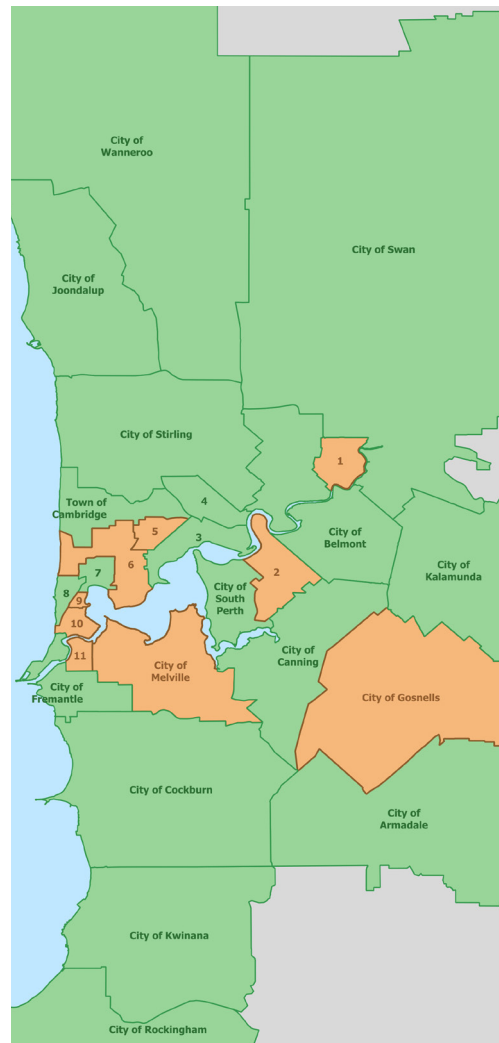 City of
Wanneroo
City of Swan
City of
Joondalup
City of Stirling
1
4
Town of
Cambridge
5
3
City of
Belmont
6
7
2
City of
Kalamunda
8
City of
South
Perth
9
10
11
City of
Canning
City of
Melville
City of
Fremantle
City of Gosnells
City of Cockburn
City of
Armadale
City of Kwinana
City of Rockingham